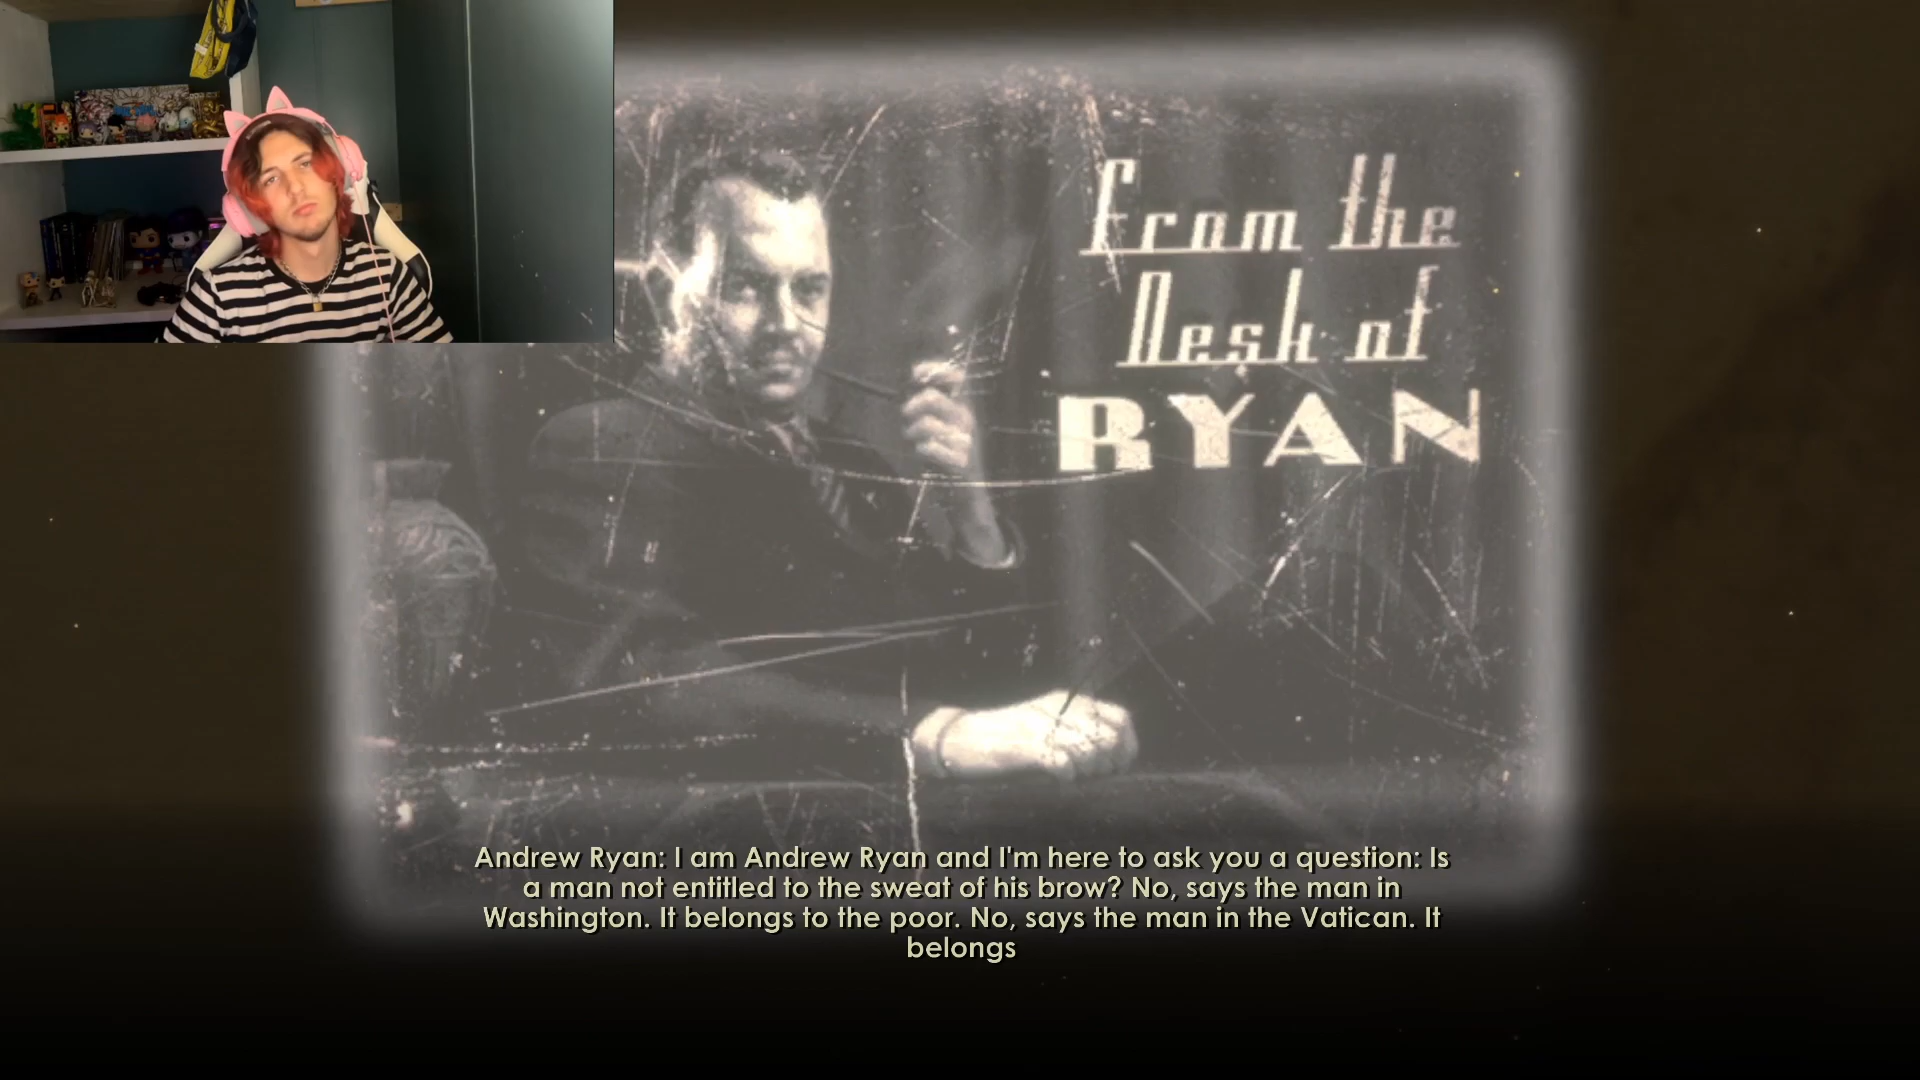 from the
Desk of
RYAN
Andrew Ryan: I am Andrew Ryan and I'm here to ask you a question: Is
a man not entitled to the sweat of his brow? No, says the man in
Washington. It belongs to the poor. No, says the man in the Vatican. It
belongs